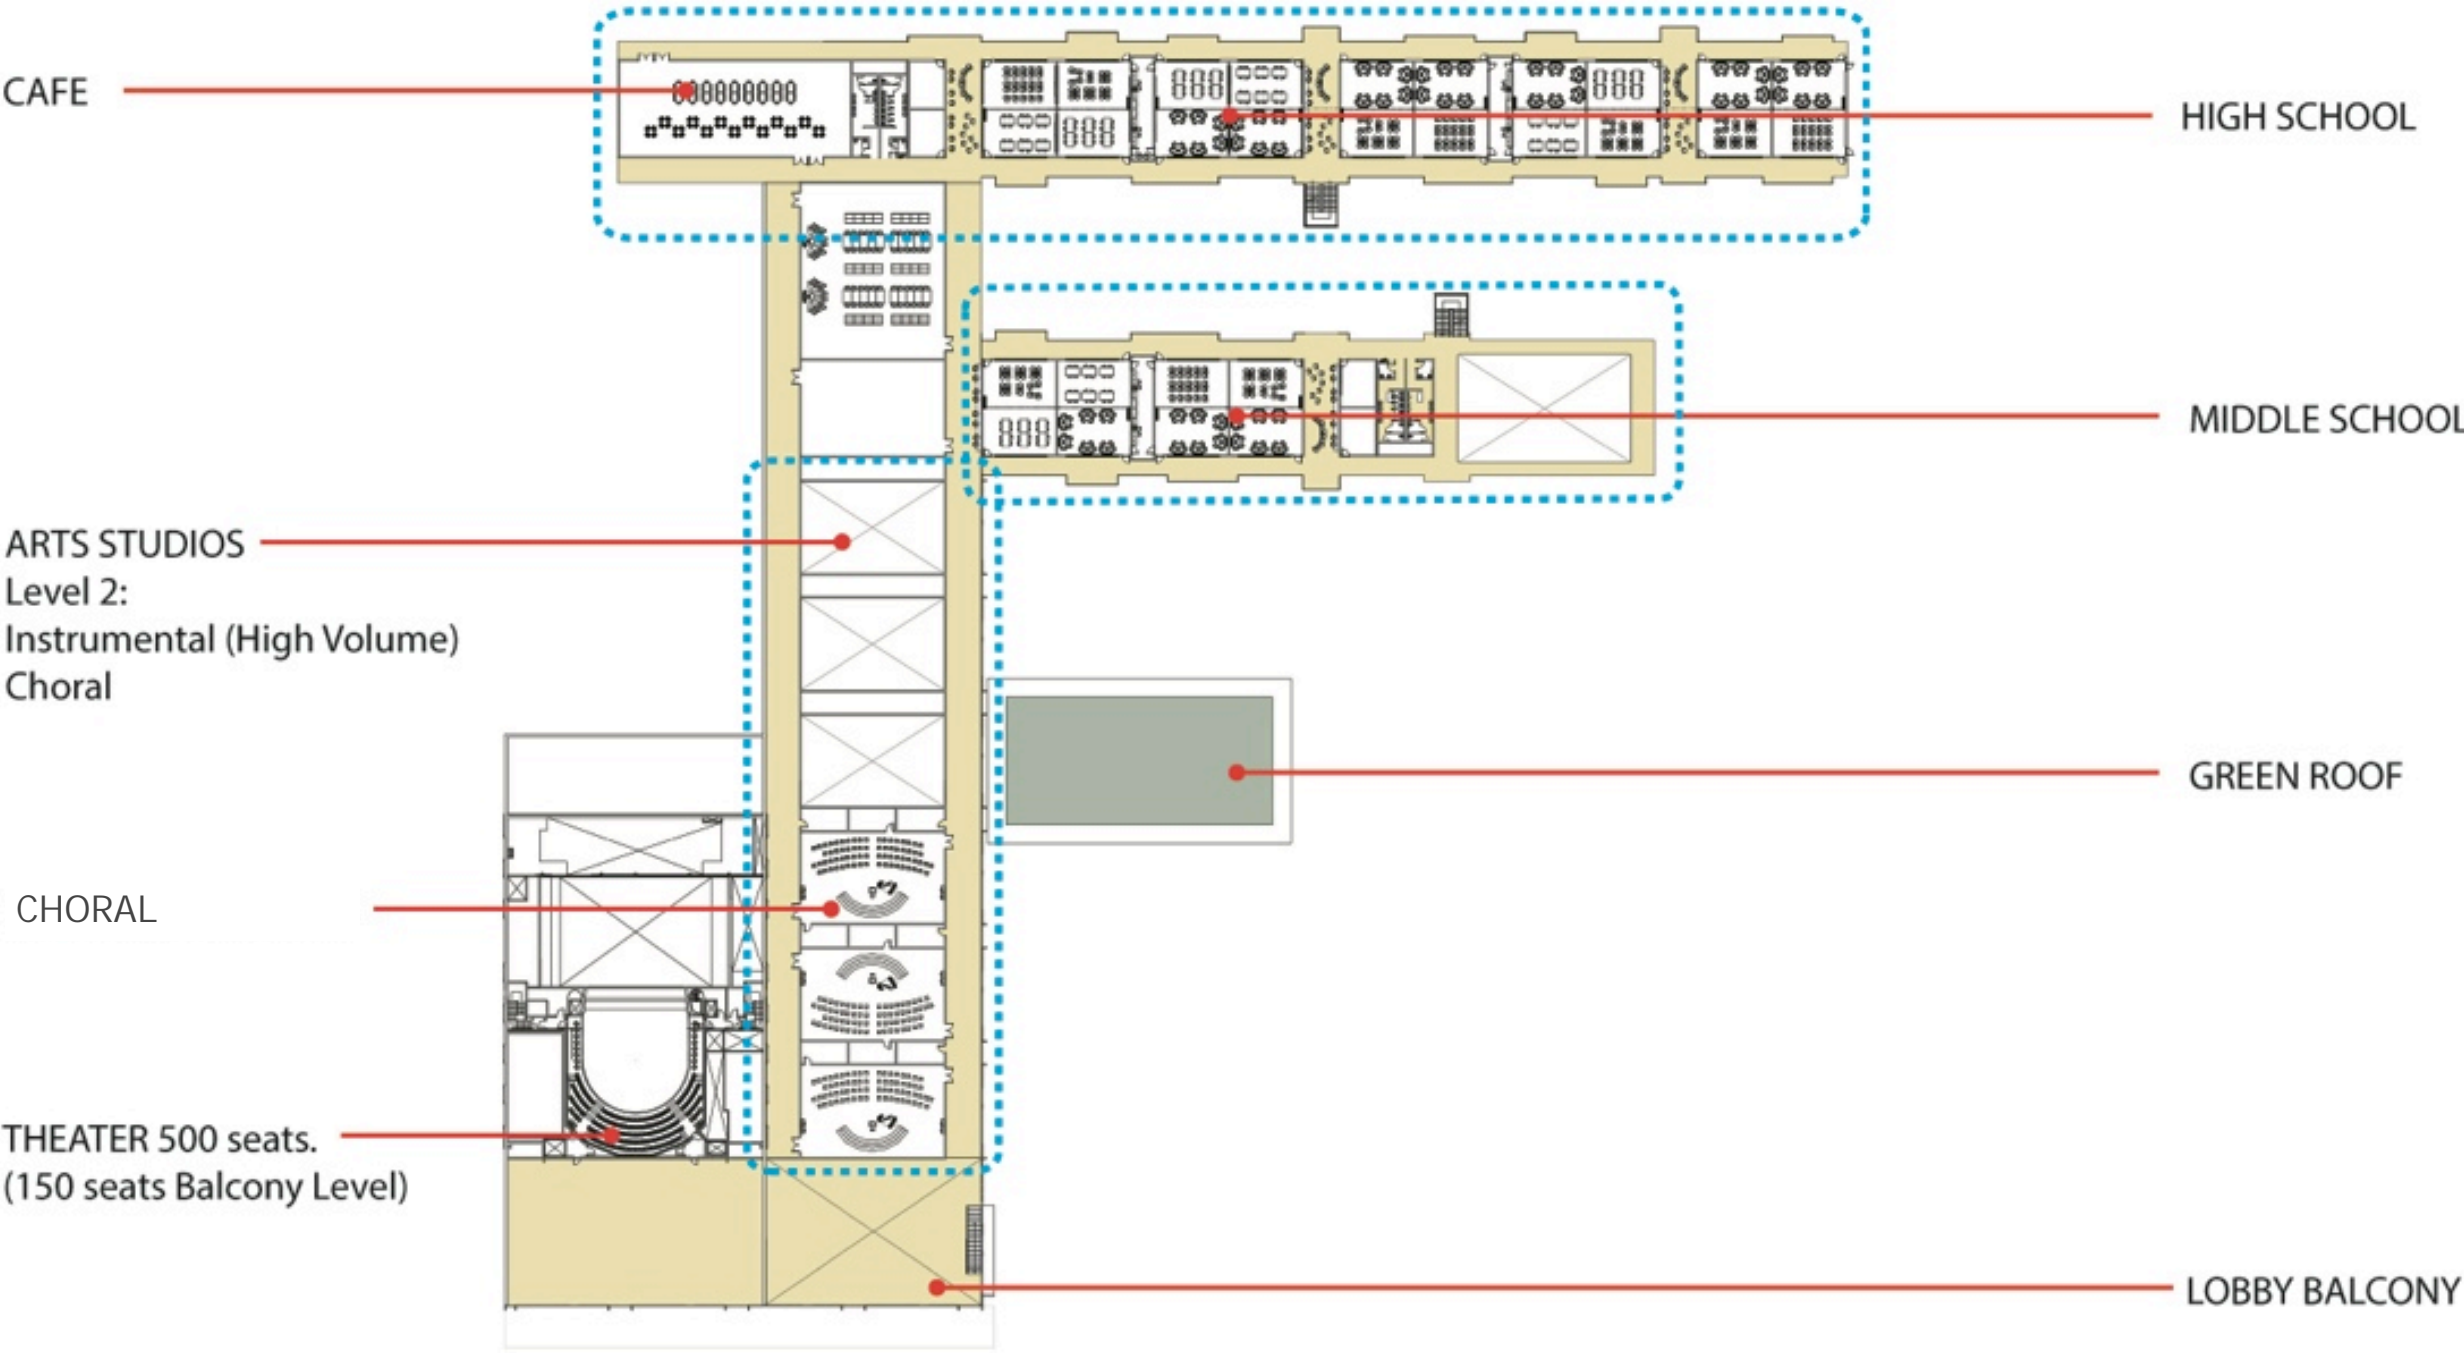 CAFE
HIGH SCHOOL
MIDDLE SCHOOL
ARTS STUDIOS
Level 2:
Instrumental (High Volume)
Choral
GREEN ROOF
CHORAL
THEATER 500 seats.
(150 seats Balcony Level)
LOBBY BALCONY